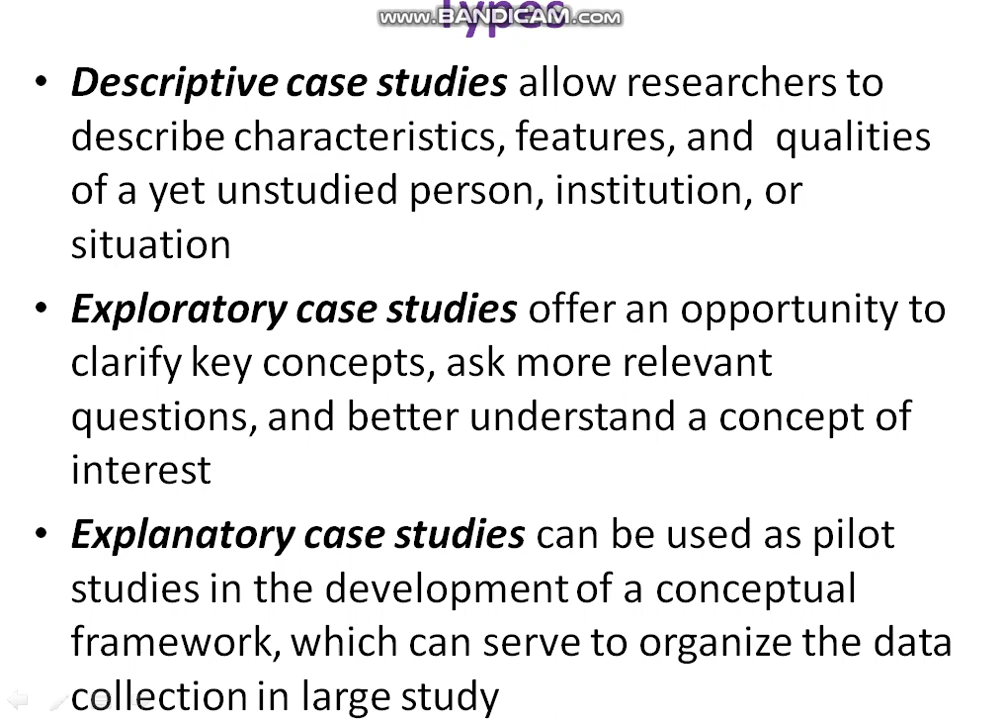 Types
www.BANDICAM.com
• Descriptive case studies allow researchers to
describe characteristics, features, and qualities
of a yet unstudied person, institution, or
situation
• Exploratory case studies offer an opportunity to
clarify key concepts, ask more relevant
questions, and better understand a concept of
interest
• Explanatory case studies can be used as pilot
studies in the development of a conceptual
framework, which can serve to organize the data
collection in large study